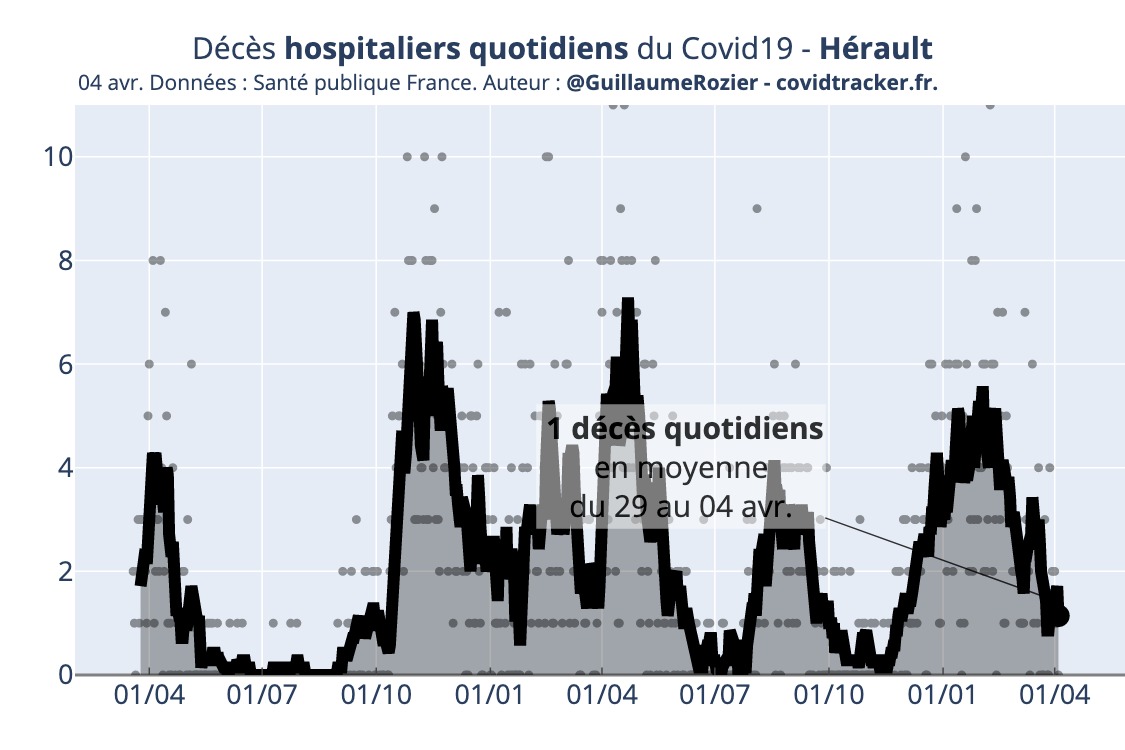 Décès hospitaliers quotidiens du Covid19 - Hérault
04 avr. Données : Santé publique France. Auteur : @GuillaumeRozier - covidtracker.fr.
10
8
6
4
2
0
1 décès quotidiens
en moyenne
du 29 au 04 avr.
01/04 01/07 01/10 01/01 01/04 01/07 01/10 01/01 01/04